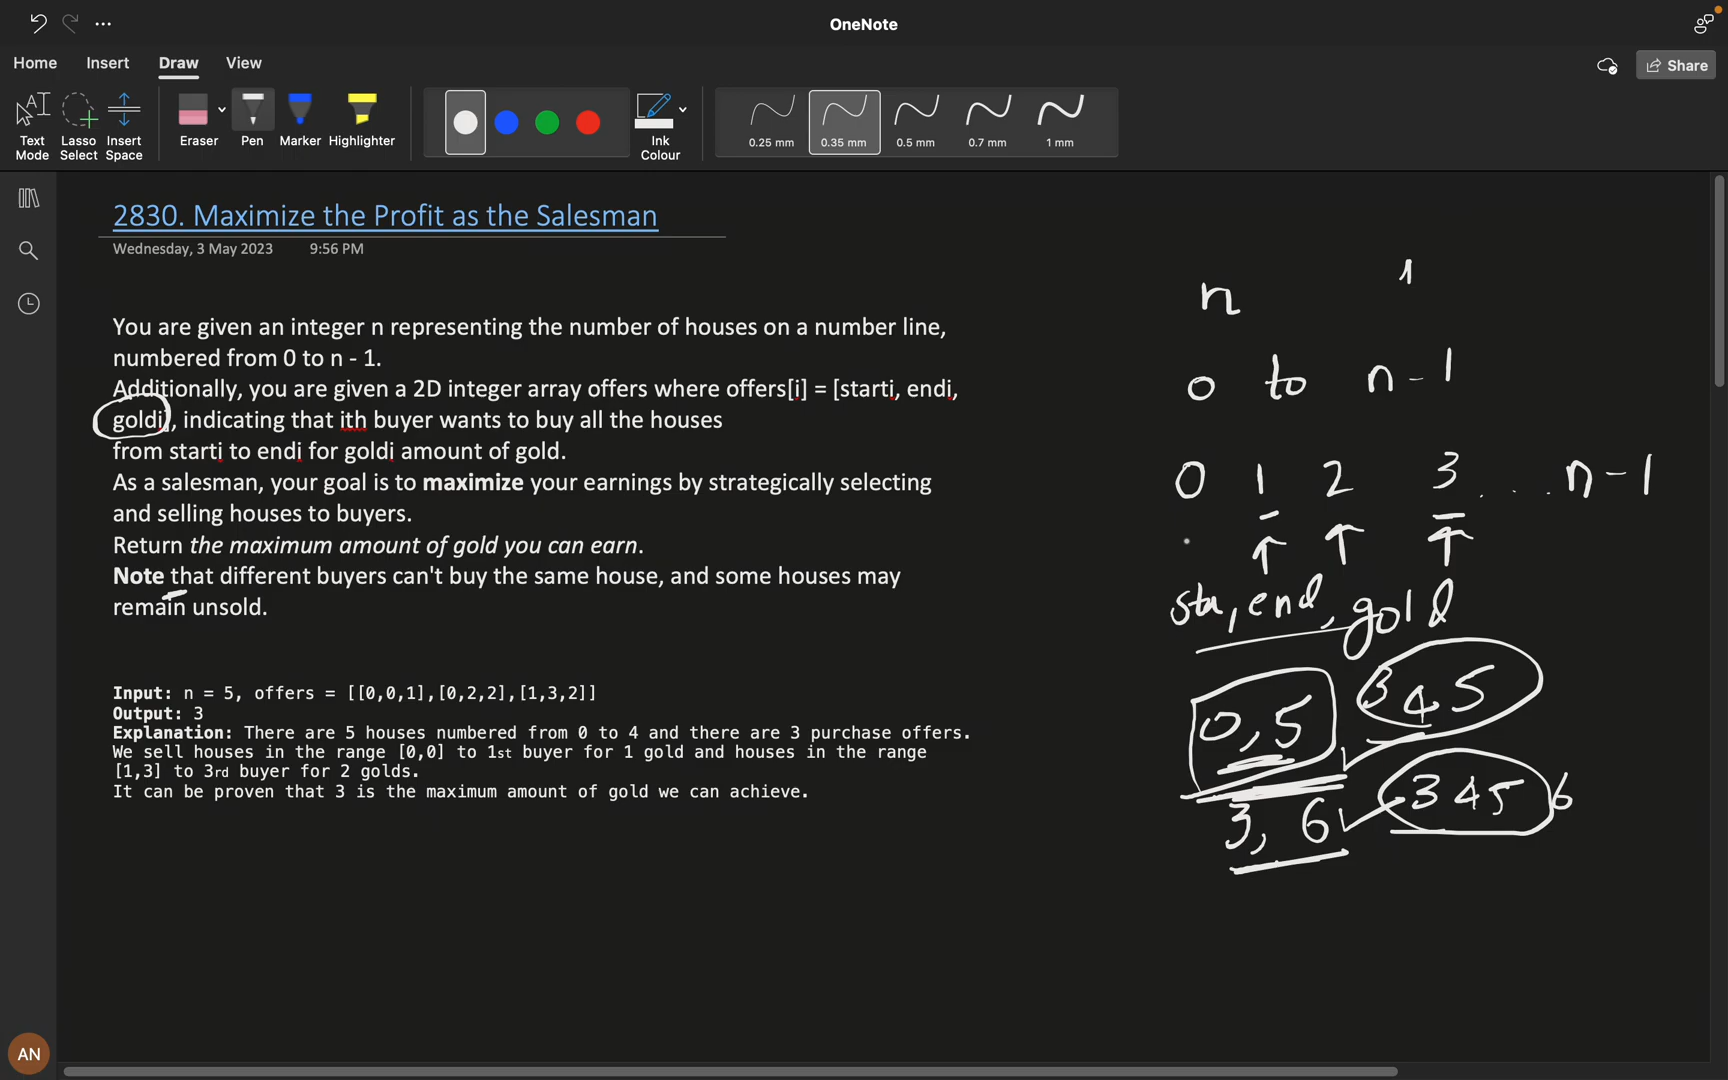 OneNote
Home Insert Draw View
Share
Text Mode
Lasso Select
Insert Space
Eraser
Pen
Marker
Highlighter
Ink Colour
0.25 mm
0.35 mm
0.5 mm
0.7 mm
1 mm
2830. Maximize the Profit as the Salesman
Wednesday, 3 May 2023 9:56 PM
You are given an integer n representing the number of houses on a number line,
numbered from 0 to n - 1.
Additionally, you are given a 2D integer array offers where offers[i] = [starti, endi,
goldi], indicating that ith buyer wants to buy all the houses
from starti to endi for goldi amount of gold.
As a salesman, your goal is to maximize your earnings by strategically selecting
and selling houses to buyers.
Return the maximum amount of gold you can earn.
Note that different buyers can't buy the same house, and some houses may
remain unsold.
Input: n = 5, offers = [[0,0,1],[0,2,2],[1,3,2]]
Output: 3
Explanation: There are 5 houses numbered from 0 to 4 and there are 3 purchase offers.
We sell houses in the range [0,0] to 1st buyer for 1 gold and houses in the range
[1,3] to 3rd buyer for 2 golds.
It can be proven that 3 is the maximum amount of gold we can achieve.
n 1
0 to n-1
0 1 2 3 .... n-1
sta, end, gold
0,5 3 4 5
3, 6 3 4 5 6
AN